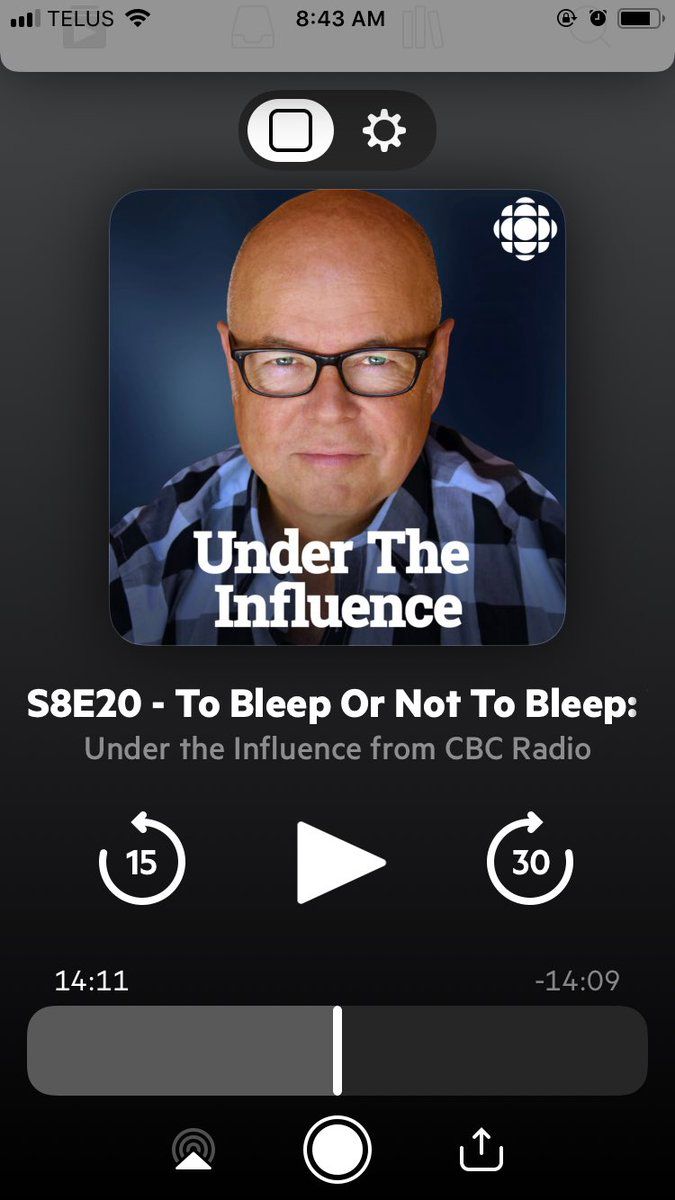 TELUS 8:43 AM
Under The
Influence
S8E20 - To Bleep Or Not To Bleep:
Under the Influence from CBC Radio
15 30
14:11 -14:09